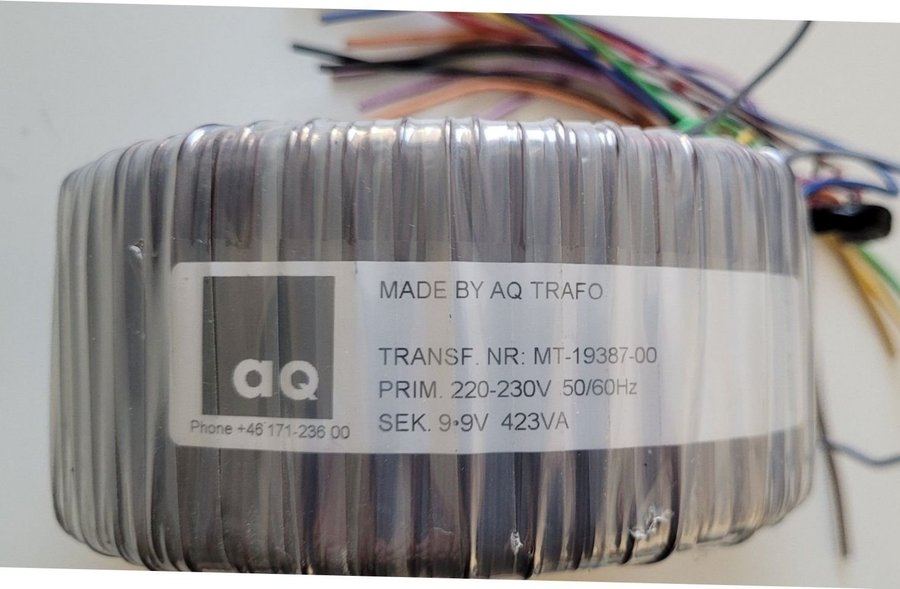 MADE BY AQ TRAFO
TRANSF. NR: MT-19387-00
PRIM. 220-230V 50/60Hz
SEK. 9•9V 423VA
aQ
Phone +46 171-236 00